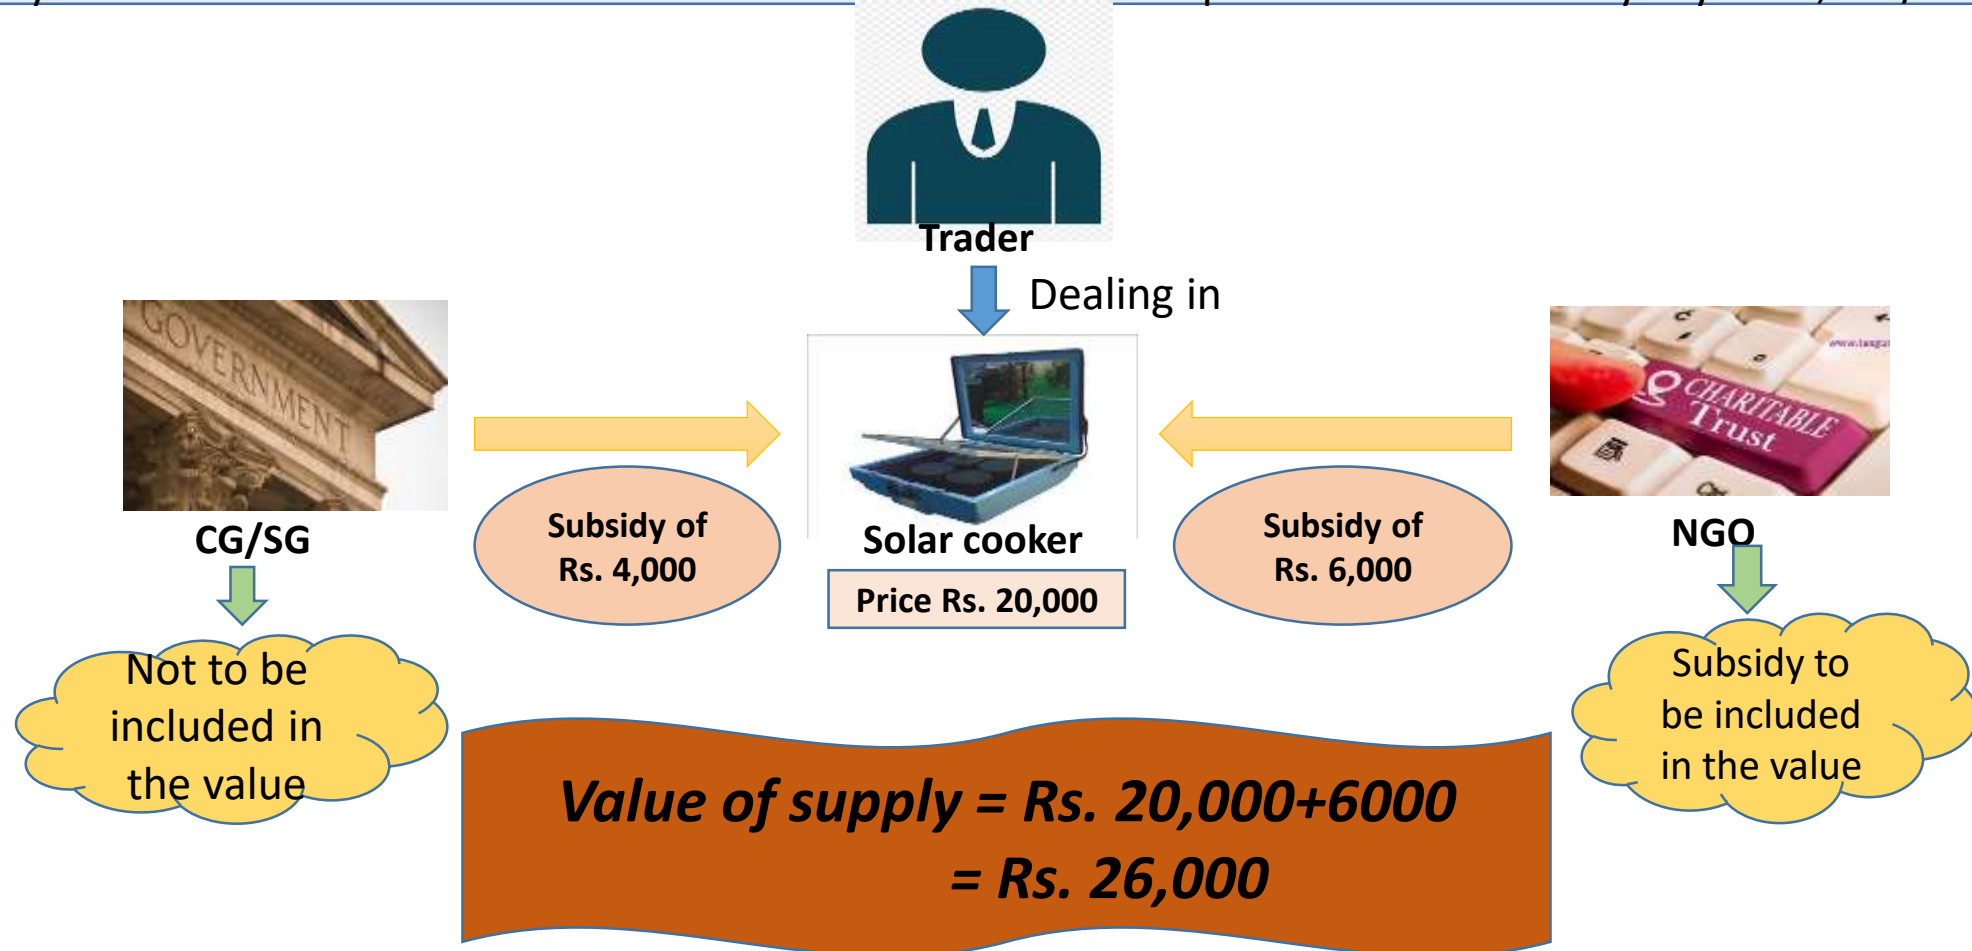 Trader
Dealing in
GOVERNMENT
CHARITABLE
Trust
CG/SG
Subsidy of
Rs. 4,000
Solar cooker
Price Rs. 20,000
Subsidy of
Rs. 6,000
NGO
Not to be
included in
the value
Subsidy to
be included
in the value
Value of supply = Rs. 20,000+6000
= Rs. 26,000